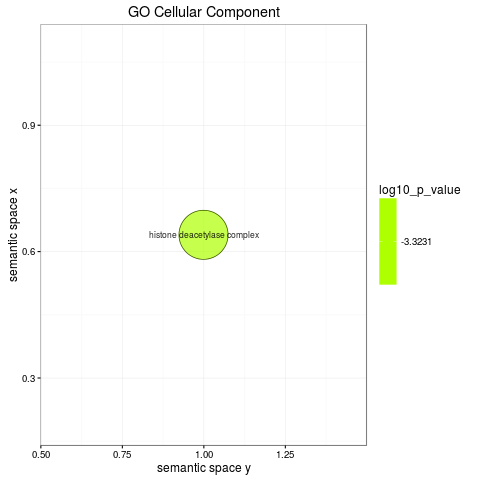 GO Cellular Component
semantic space x
0.9
0.6
0.3
histone deacetylase complex
0.50
0.75
1.00
1.25
semantic space y
log10_p_value
-3.3231